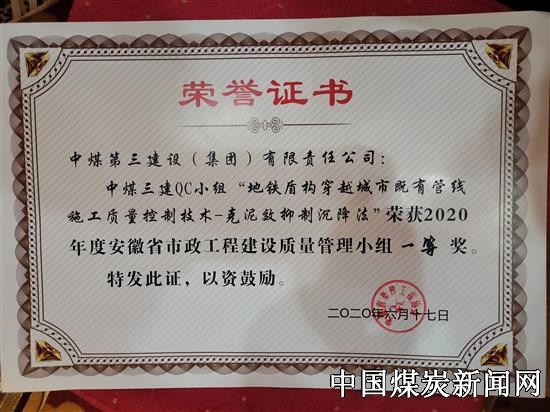 荣誉证书
中煤第三建设（集团）有限责任公司：
中煤三建QC小组“地铁盾构穿越城市既有管线
施工质量控制技术-克泥效抑制沉降法”荣获2020
年度安徽省市政工程建设质量管理小组 一等 奖。
特发此证，以资鼓励。
二〇二〇年六月十七日
中国煤炭新闻网